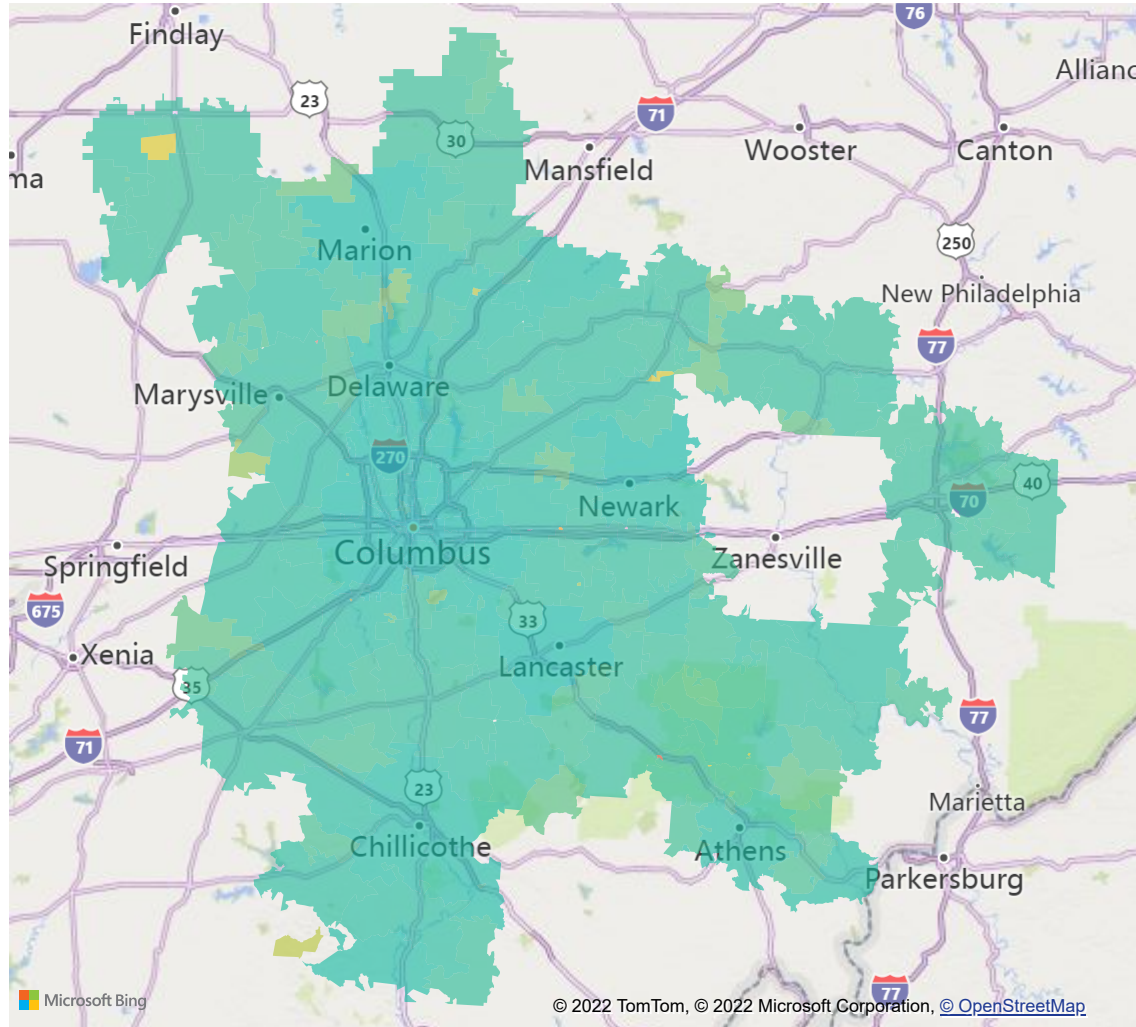 76
Findlay
Allianc
23
71
30
Wooster
Canton
Mansfield
ma
250
Marion
New Philadelphia
77
Marysville
Delaware
270
40
70
Newark
Columbus
Zanesville
Springfield
675
33
Xenia
Lancaster
35
77
71
23
Marietta
Chillicothe
Athens
Parkersburg
77
Microsoft Bing
© 2022 TomTom, © 2022 Microsoft Corporation, © OpenStreetMap